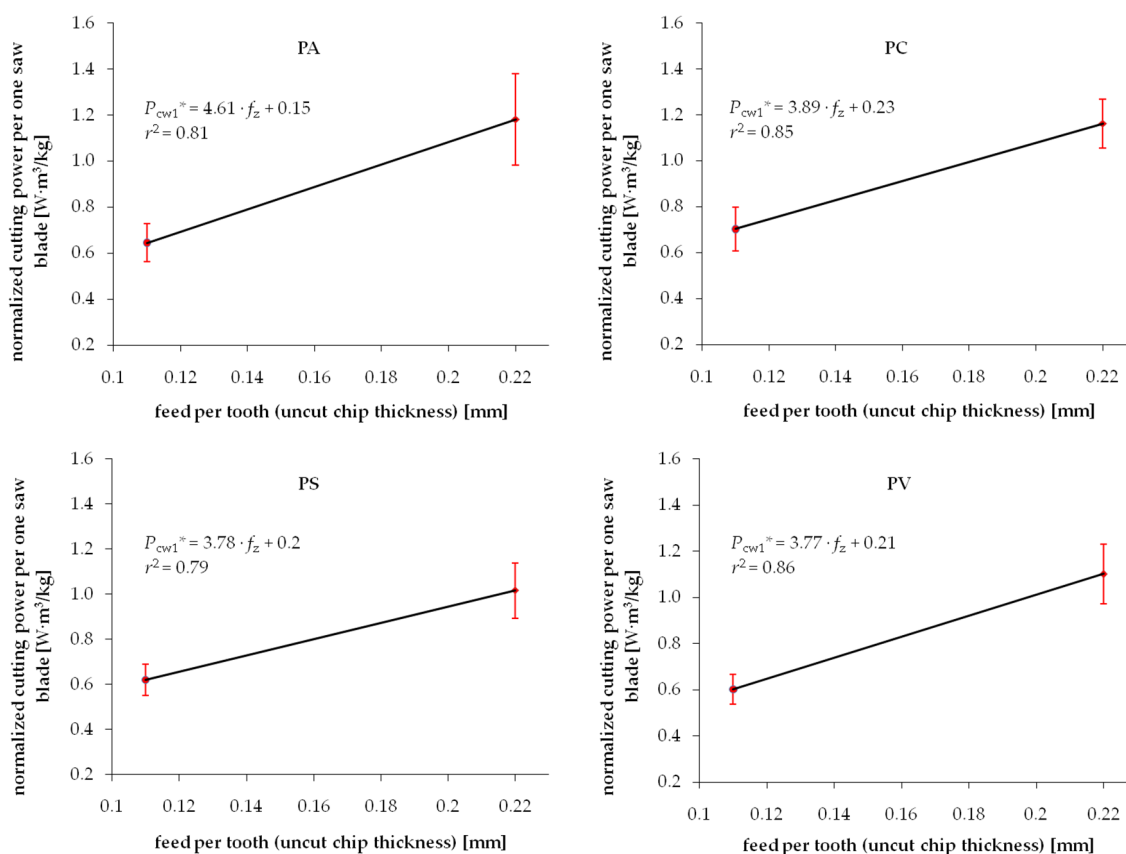 PA
normalized cutting power per one saw
blade [W·m³/kg]
1.6
1.4
1.2
1.0
0.8
0.6
0.4
0.2
P_cw1* = 4.61 · f_z + 0.15
r² = 0.81
0.1 0.12 0.14 0.16 0.18 0.2 0.22
feed per tooth (uncut chip thickness) [mm]
PC
normalized cutting power per one saw
blade [W·m³/kg]
1.6
1.4
1.2
1.0
0.8
0.6
0.4
0.2
P_cw1* = 3.89 · f_z + 0.23
r² = 0.85
0.1 0.12 0.14 0.16 0.18 0.2 0.22
feed per tooth (uncut chip thickness) [mm]
PS
normalized cutting power per one saw
blade [W·m³/kg]
1.6
1.4
1.2
1.0
0.8
0.6
0.4
0.2
P_cw1* = 3.78 · f_z + 0.2
r² = 0.79
0.1 0.12 0.14 0.16 0.18 0.2 0.22
feed per tooth (uncut chip thickness) [mm]
PV
normalized cutting power per one saw
blade [W·m³/kg]
1.6
1.4
1.2
1.0
0.8
0.6
0.4
0.2
P_cw1* = 3.77 · f_z + 0.21
r² = 0.86
0.1 0.12 0.14 0.16 0.18 0.2 0.22
feed per tooth (uncut chip thickness) [mm]